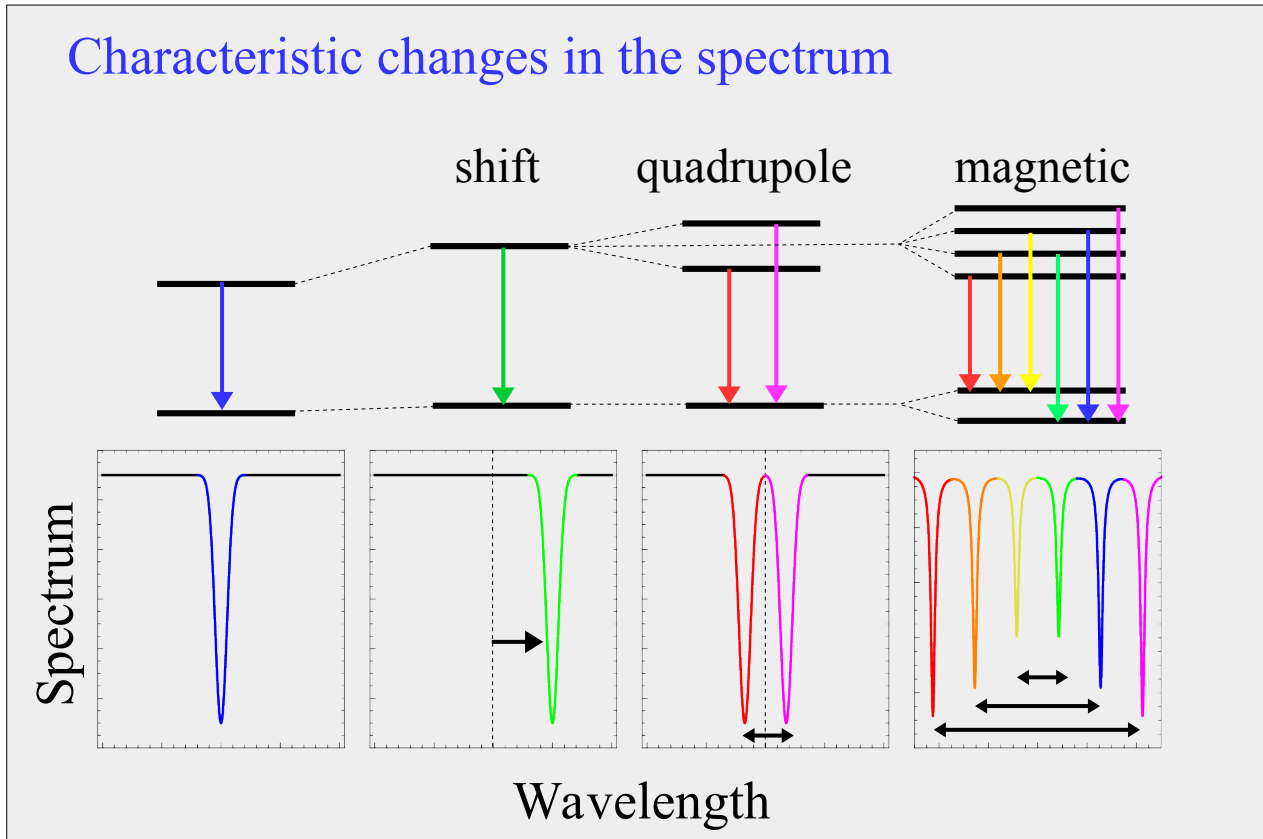 Characteristic changes in the spectrum
shift
quadrupole
magnetic
Spectrum
Wavelength